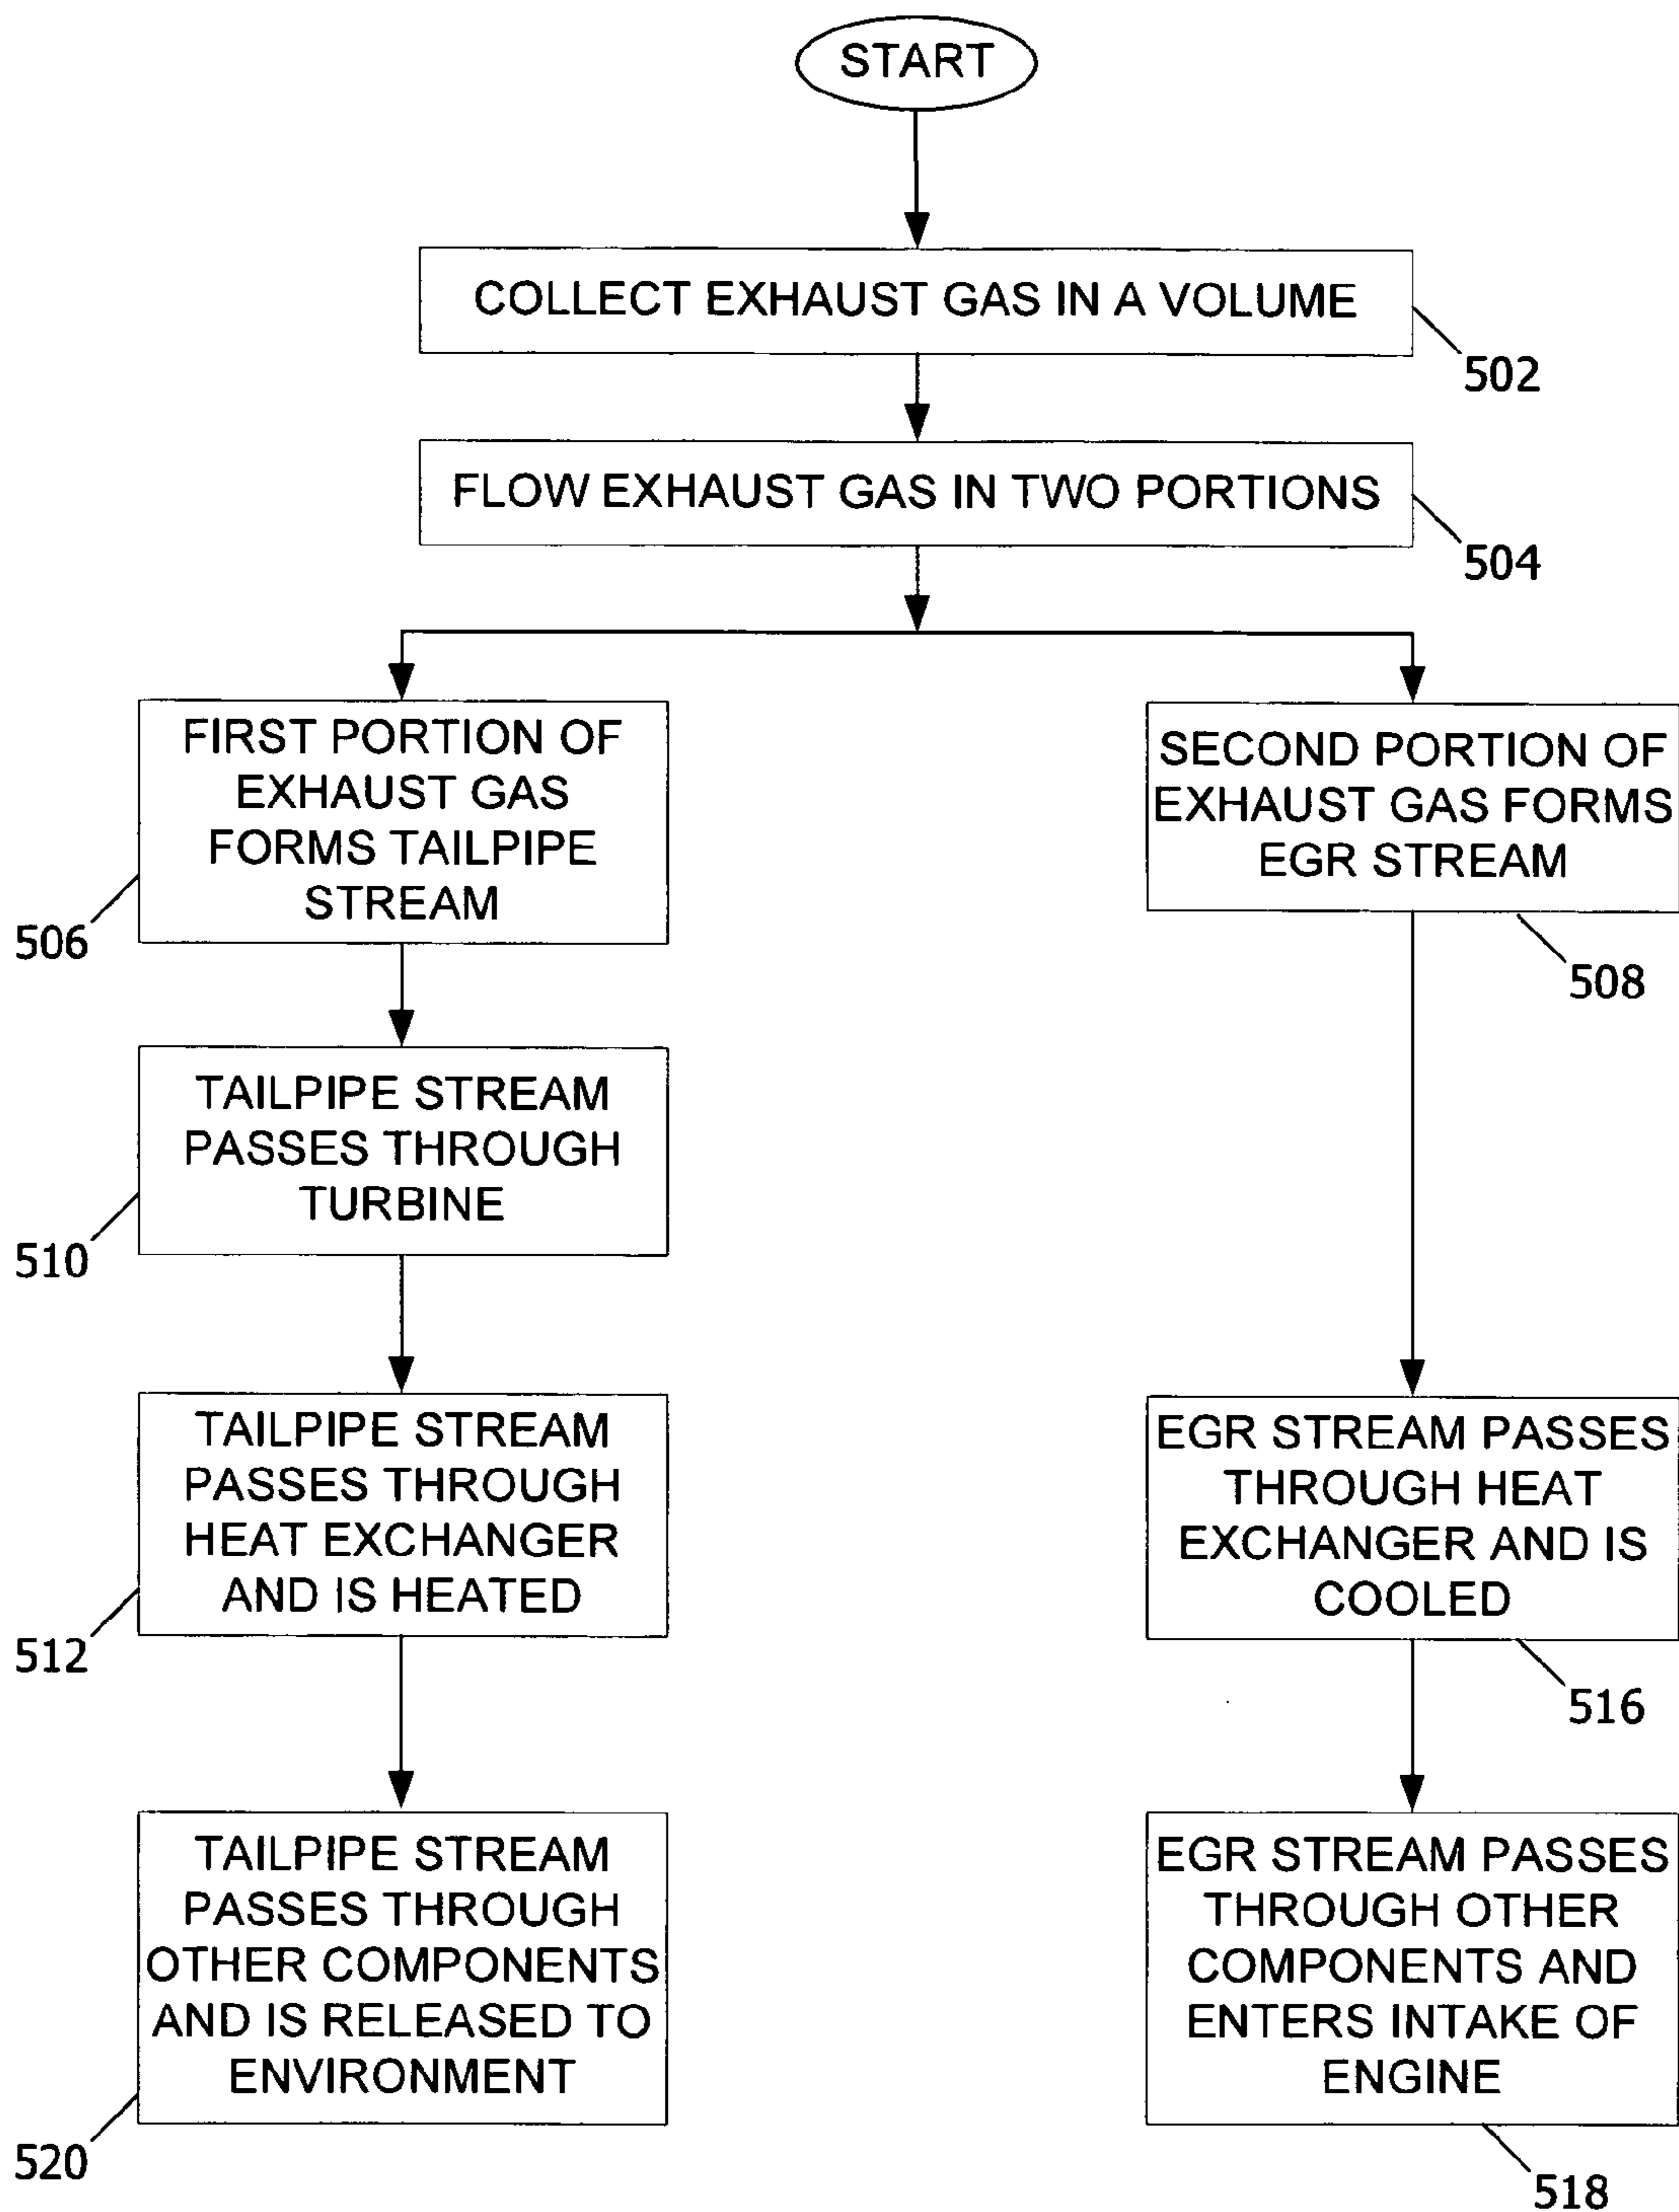 START
COLLECT EXHAUST GAS IN A VOLUME
502
FLOW EXHAUST GAS IN TWO PORTIONS
504
FIRST PORTION OF
EXHAUST GAS
FORMS TAILPIPE
STREAM
506
SECOND PORTION OF
EXHAUST GAS FORMS
EGR STREAM
508
TAILPIPE STREAM
PASSES THROUGH
TURBINE
510
TAILPIPE STREAM
PASSES THROUGH
HEAT EXCHANGER
AND IS HEATED
512
EGR STREAM PASSES
THROUGH HEAT
EXCHANGER AND IS
COOLED
516
TAILPIPE STREAM
PASSES THROUGH
OTHER COMPONENTS
AND IS RELEASED TO
ENVIRONMENT
520
EGR STREAM PASSES
THROUGH OTHER
COMPONENTS AND
ENTERS INTAKE OF
ENGINE
518